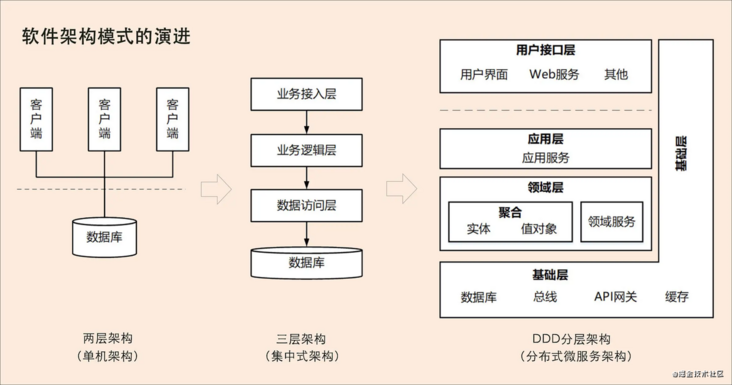 软件架构模式的演进
客户端
客户端
客户端
数据库
两层架构
（单机架构）
业务接入层
业务逻辑层
数据访问层
数据库
三层架构
（集中式架构）
用户接口层
用户界面 Web服务 其他
应用层
应用服务
领域层
聚合
实体 值对象
领域服务
基础层
基础层
数据库 总线 API网关 缓存
DDD分层架构
（分布式微服务架构）
@掘金技术社区